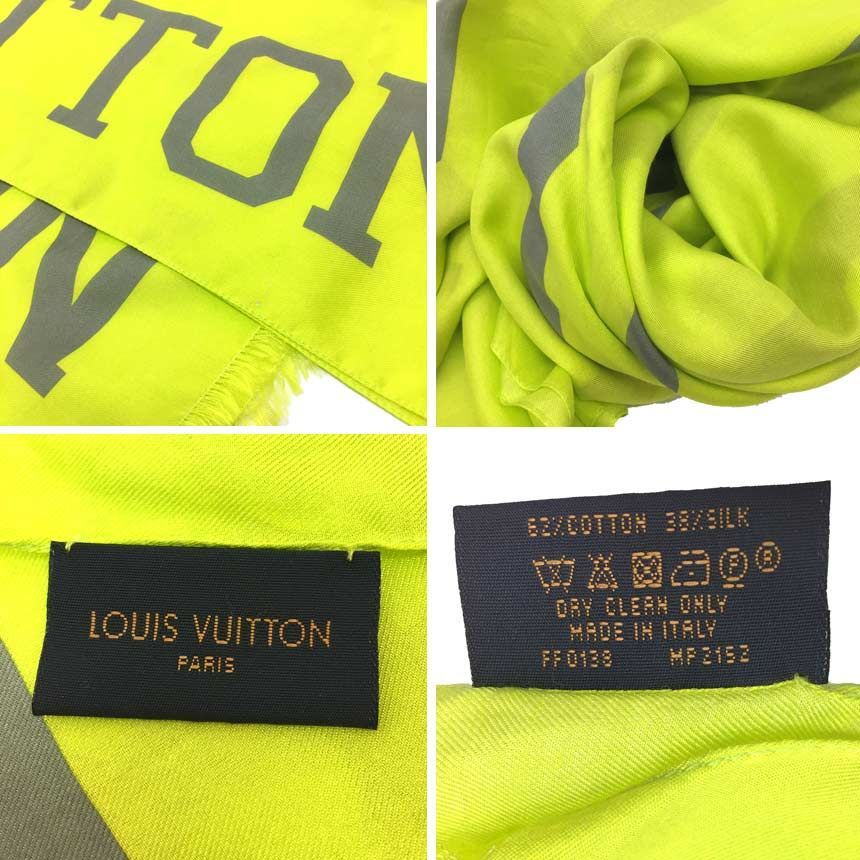 TTON
N
LOUIS VUITTON
PARIS
62%COTTON 38%SILK
DRY CLEAN ONLY
MADE IN ITALY
FF0138 MP2152